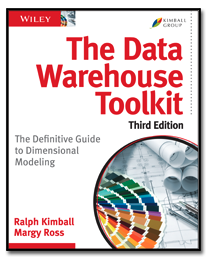 WILEY
KIMBALL
GROUP
The Data
Warehouse
Toolkit
Third Edition
The Definitive Guide
to Dimensional
Modeling
Ralph Kimball
Margy Ross